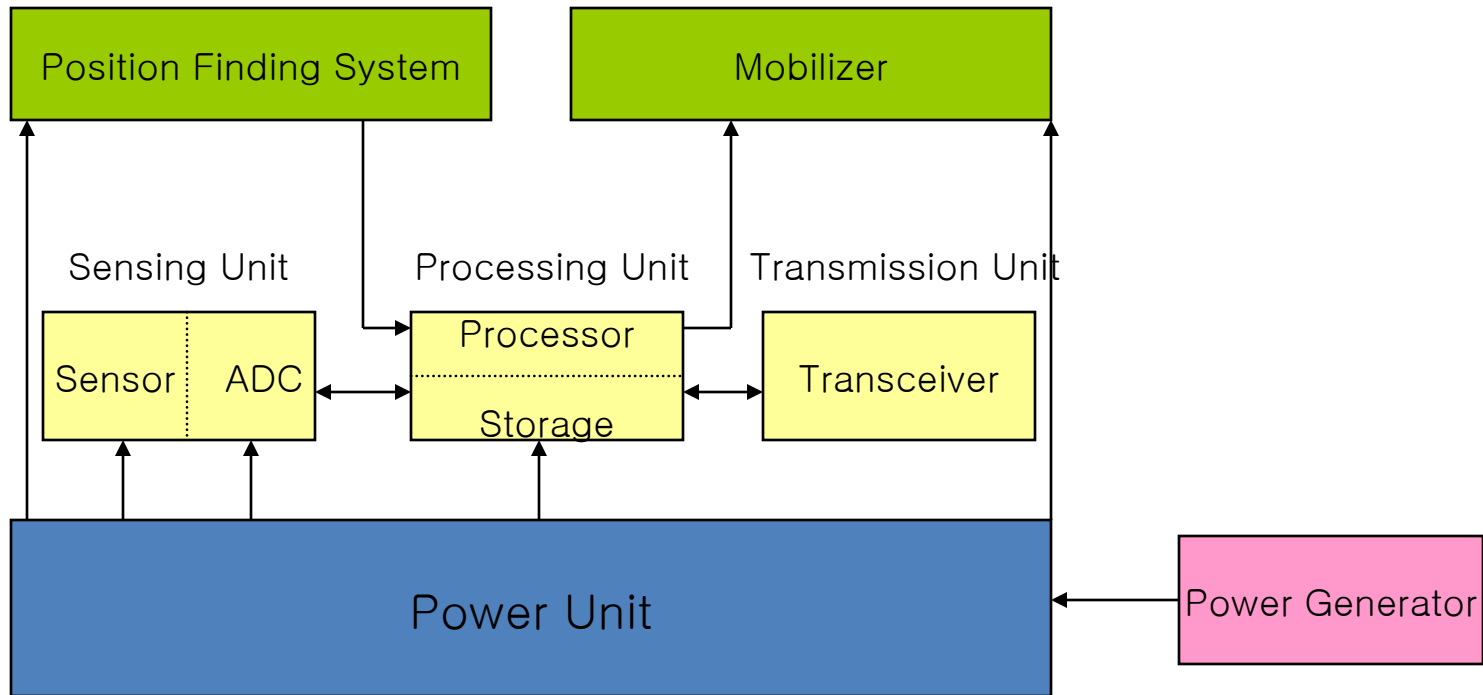 Position Finding System
Mobilizer
Sensing Unit
Processing Unit
Transmission Unit
Sensor
ADC
Processor
Storage
Transceiver
Power Unit
Power Generator